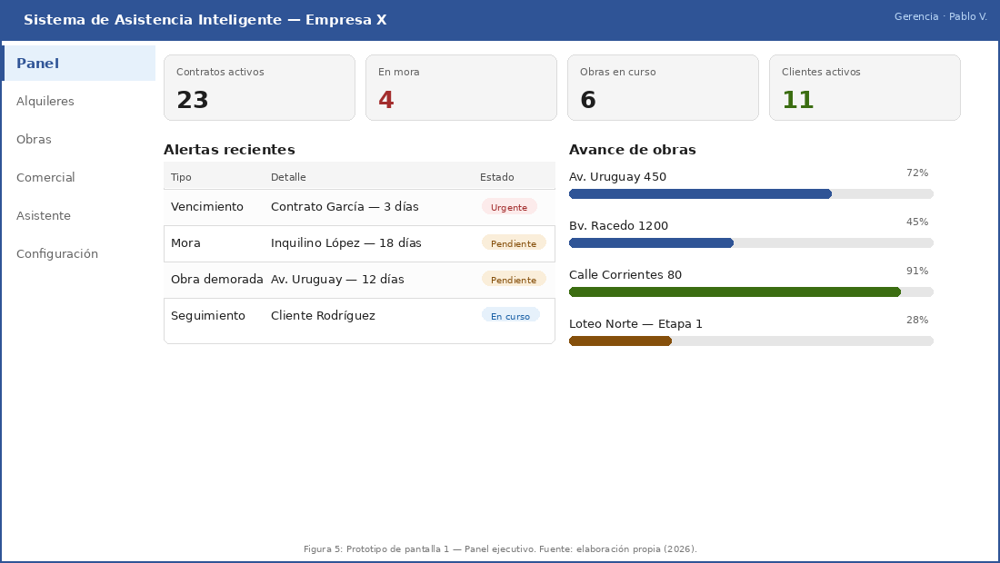 Sistema de Asistencia Inteligente — Empresa X
Gerencia · Pablo V.
Panel
Alquileres
Obras
Comercial
Asistente
Configuración
Contratos activos
23
En mora
4
Obras en curso
6
Clientes activos
11
Alertas recientes
Tipo Detalle Estado
Vencimiento Contrato García — 3 días Urgente
Mora Inquilino López — 18 días Pendiente
Obra demorada Av. Uruguay — 12 días Pendiente
Seguimiento Cliente Rodríguez En curso
Avance de obras
Av. Uruguay 450 72%
Bv. Racedo 1200 45%
Calle Corrientes 80 91%
Loteo Norte — Etapa 1 28%
Figura 5: Prototipo de pantalla 1 — Panel ejecutivo. Fuente: elaboración propia (2026).